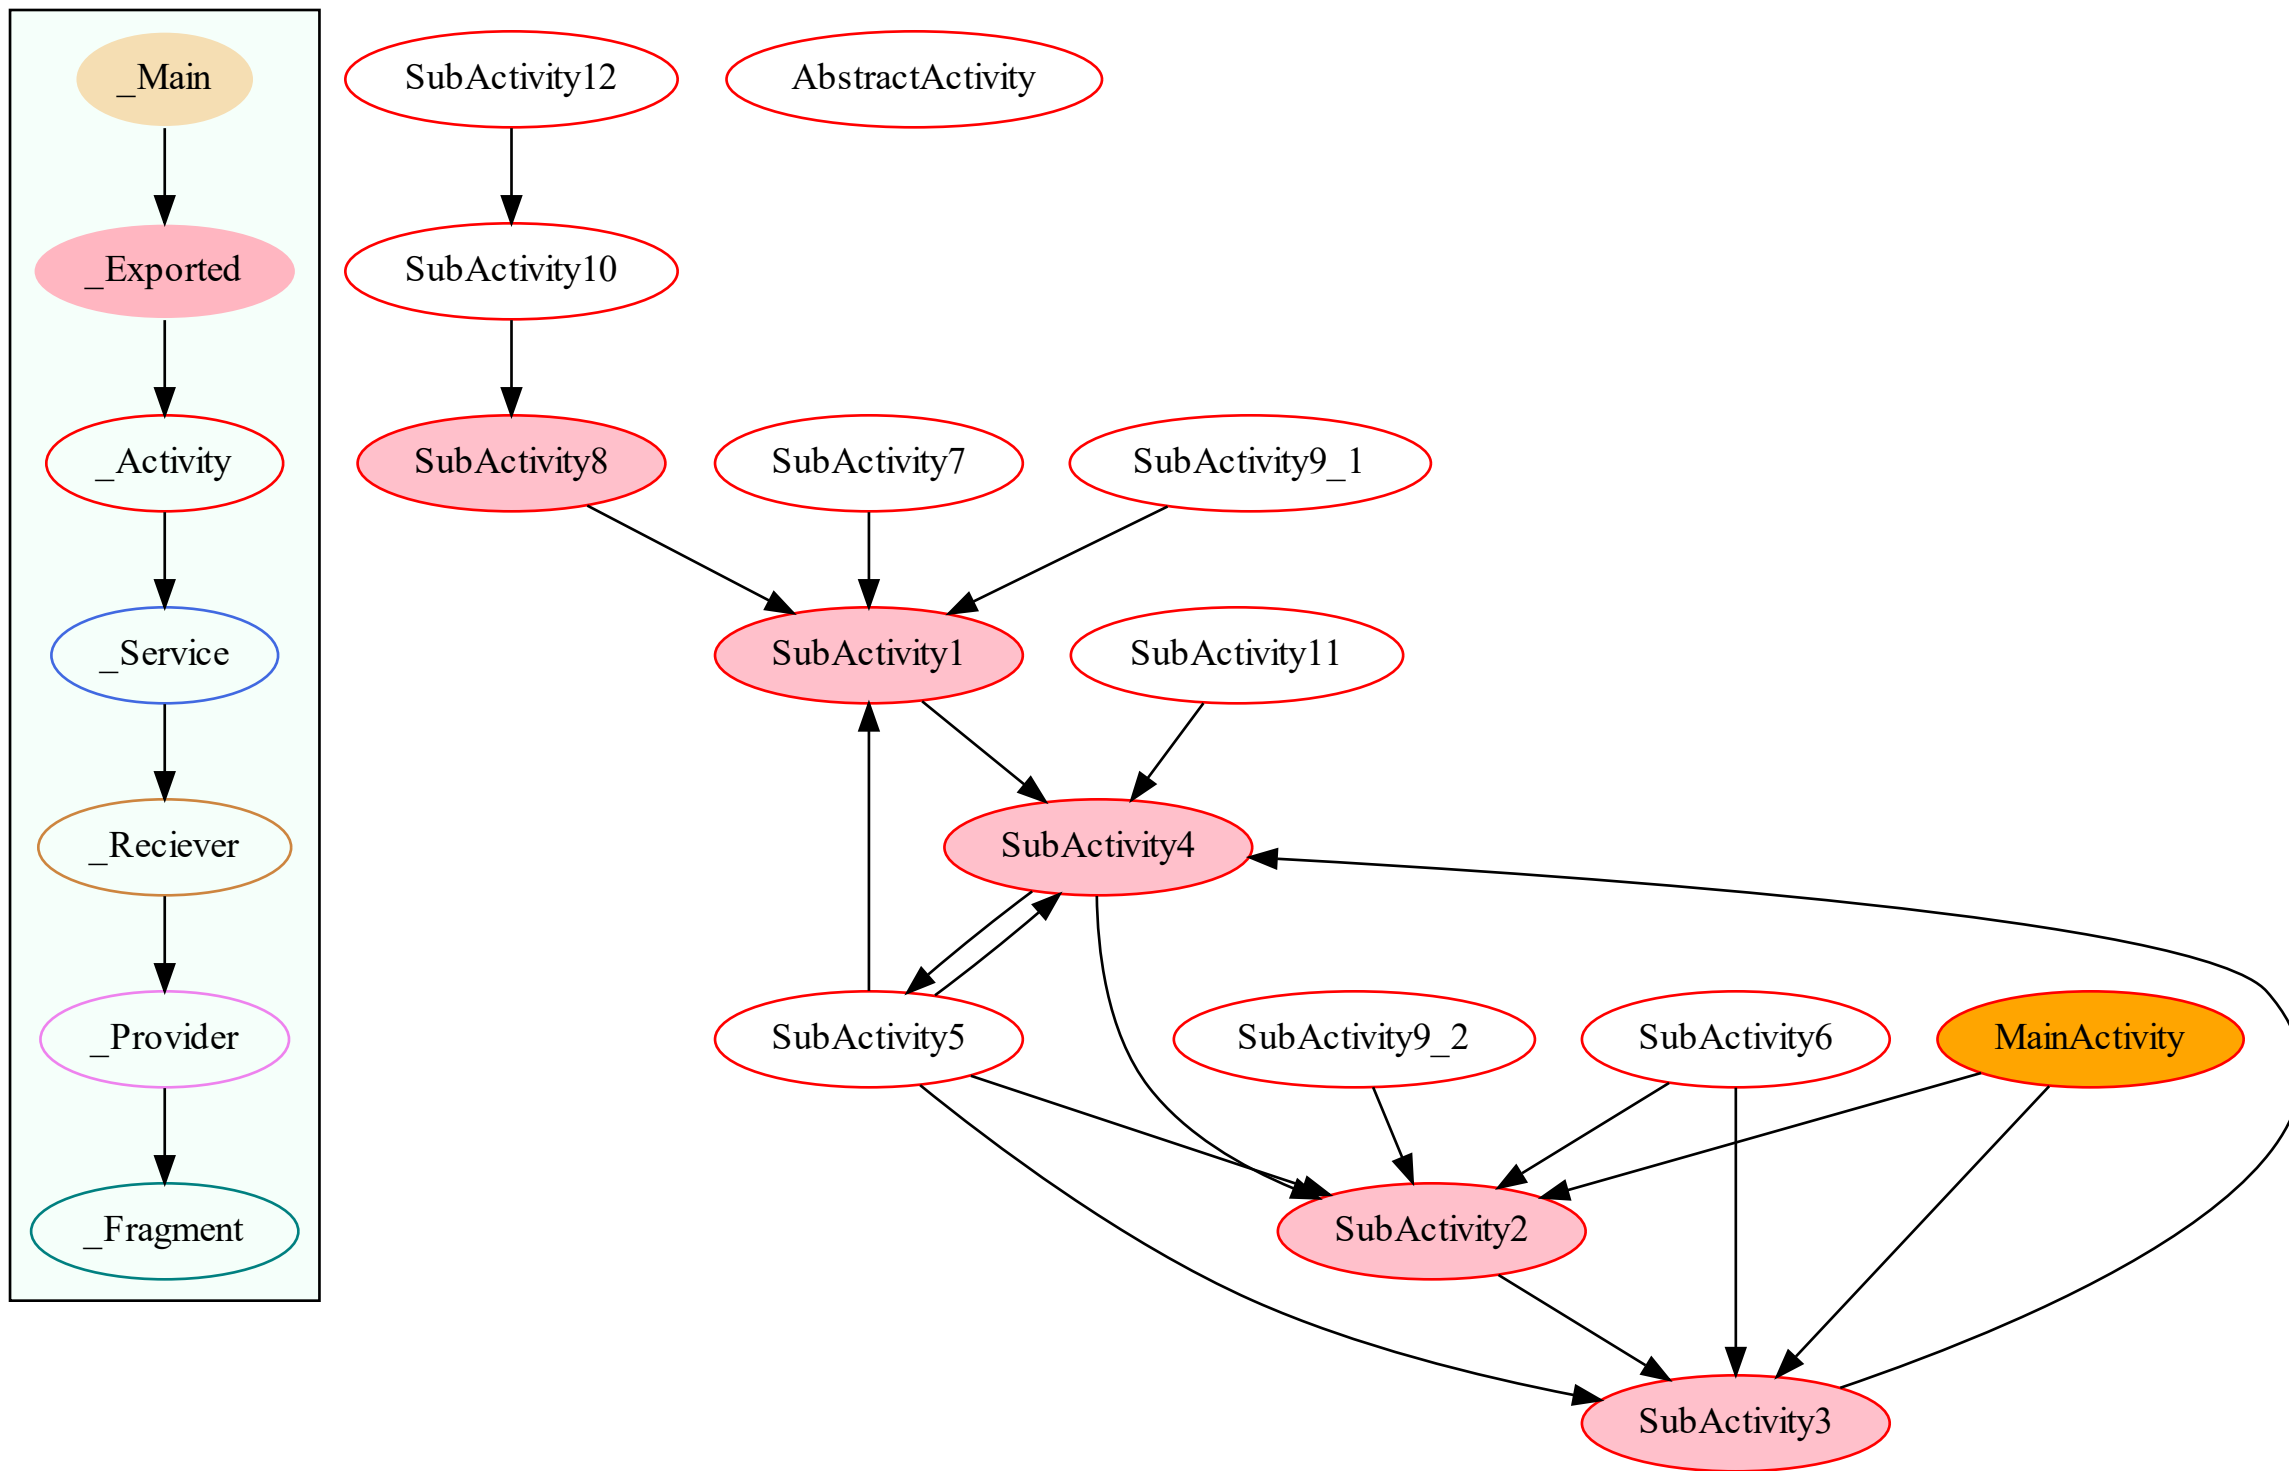 _Main
_Exported
_Activity
_Service
_Reciever
_Provider
_Fragment
SubActivity12
AbstractActivity
SubActivity10
SubActivity8
SubActivity7
SubActivity9_1
SubActivity1
SubActivity11
SubActivity4
SubActivity5
SubActivity9_2
SubActivity6
MainActivity
SubActivity2
SubActivity3